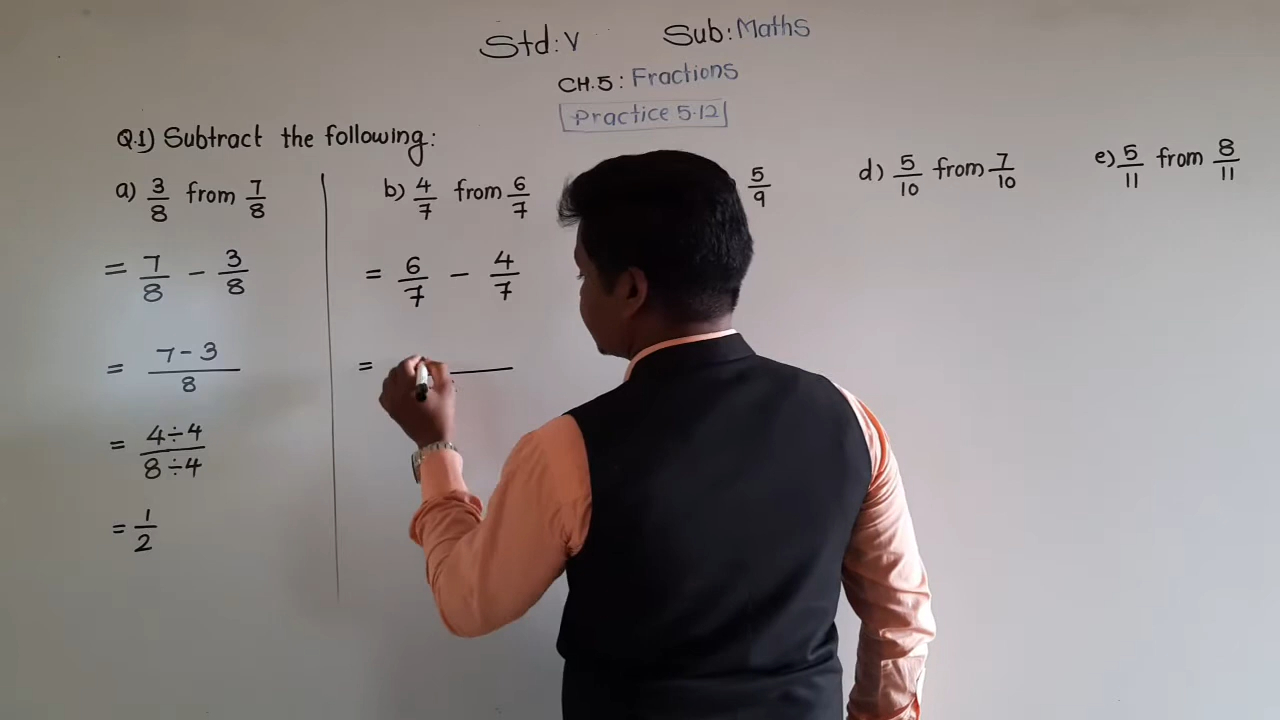 Std: V Sub: Maths
CH.5: Fractions
Practice 5.12
Q.1) Subtract the following:
a) 3/8 from 7/8
= 7/8 - 3/8
= 7-3/8
= 4÷4/8÷4
= 1/2
b) 4/7 from 6/7
= 6/7 - 4/7
=
5/9
d) 5/10 from 7/10
e) 5/11 from 8/11